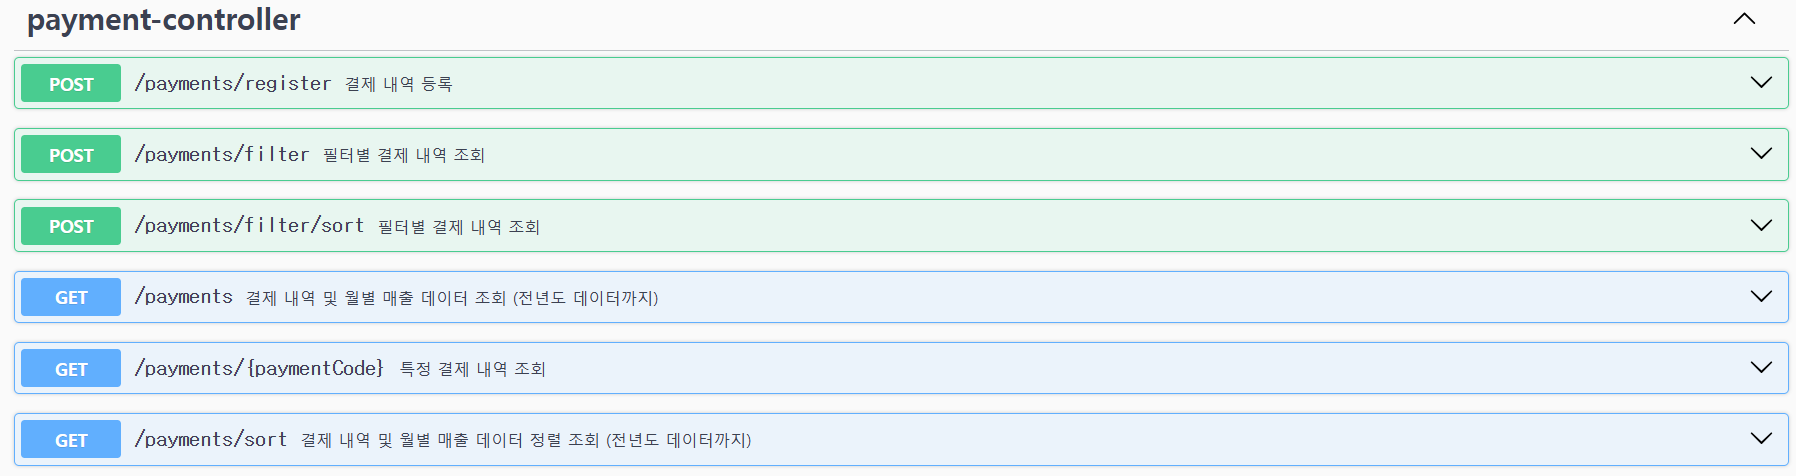 payment-controller
POST /payments/register 결제 내역 등록
POST /payments/filter 필터별 결제 내역 조회
POST /payments/filter/sort 필터별 결제 내역 조회
GET /payments 결제 내역 및 월별 매출 데이터 조회 (전년도 데이터까지)
GET /payments/{paymentCode} 특정 결제 내역 조회
GET /payments/sort 결제 내역 및 월별 매출 데이터 정렬 조회 (전년도 데이터까지)